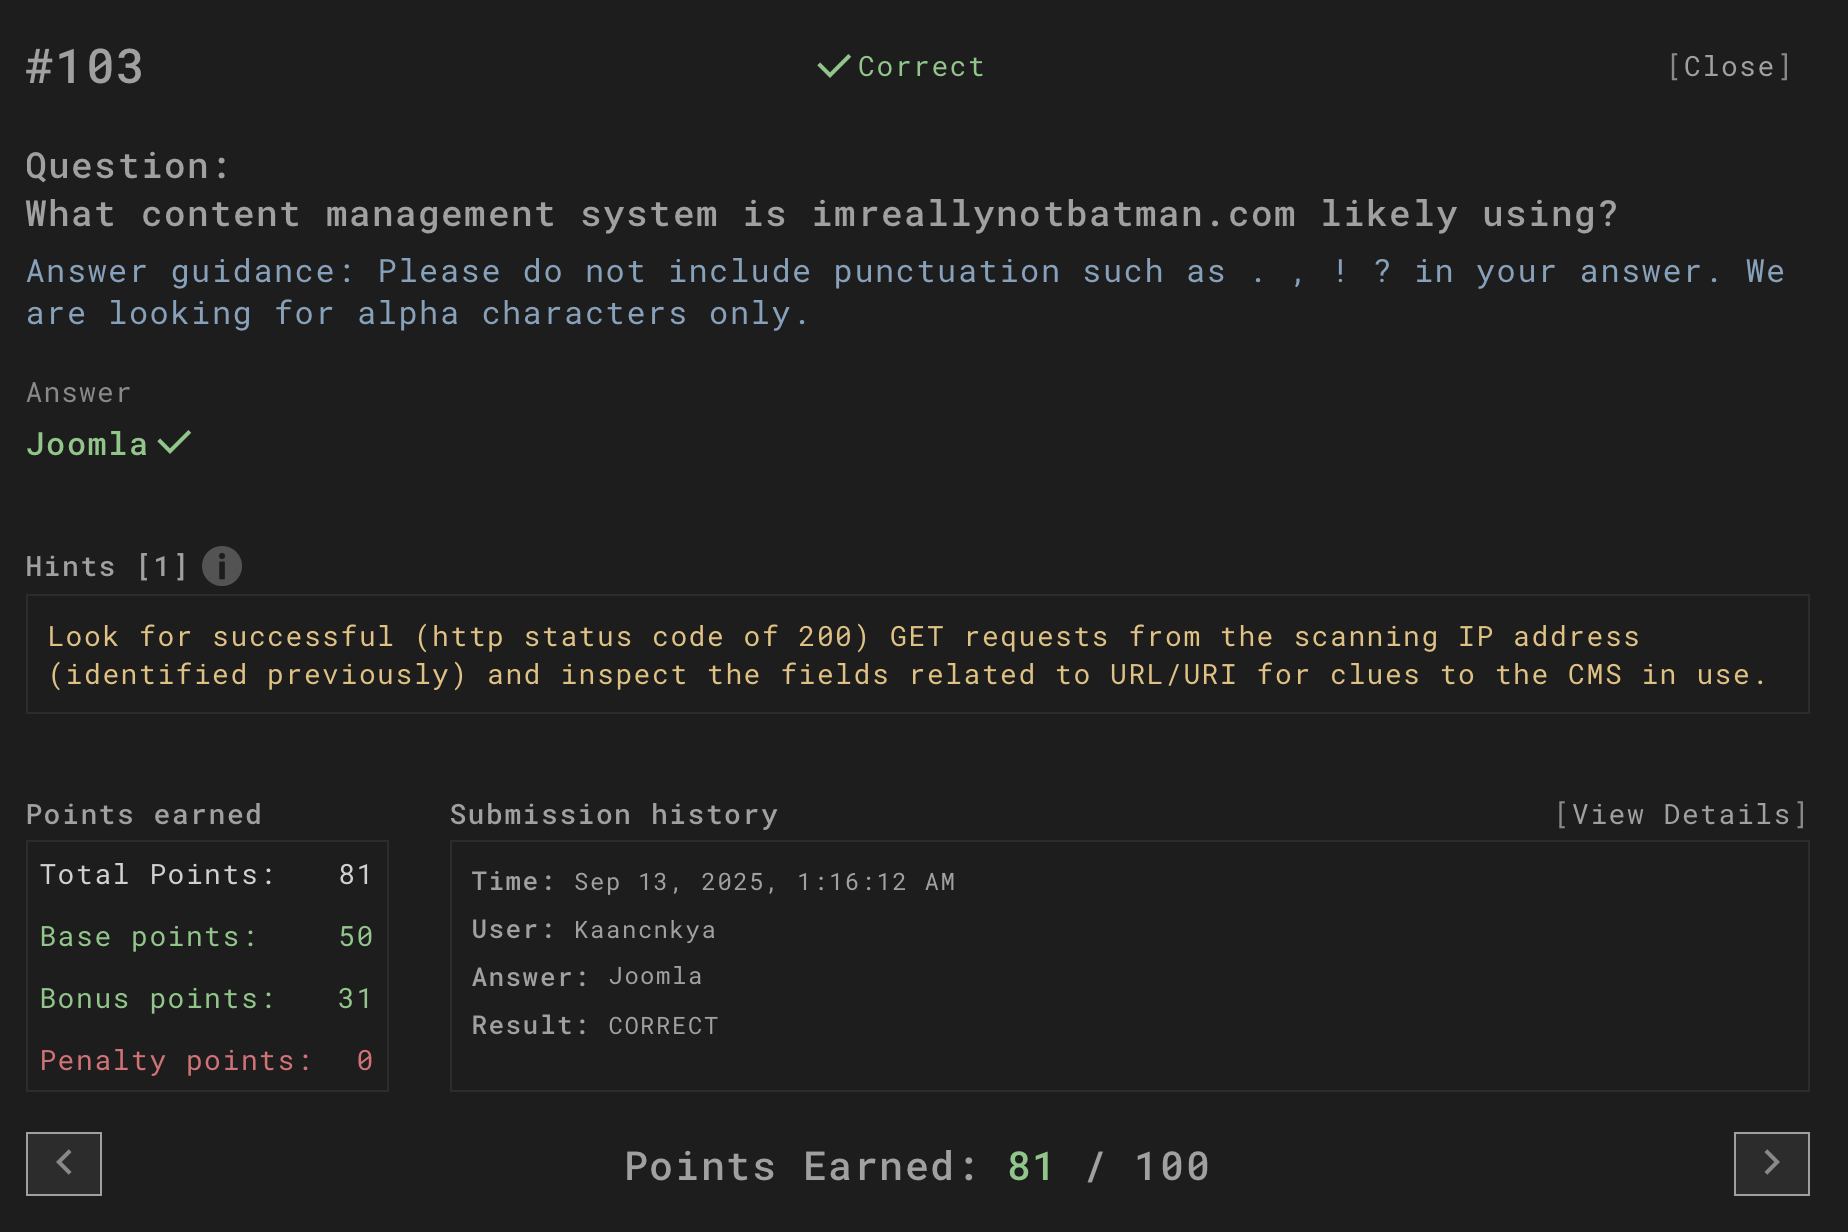 #103
Correct
[Close]
Question:
What content management system is imreallynotbatman.com likely using?
Answer guidance: Please do not include punctuation such as . , ! ? in your answer. We
are looking for alpha characters only.
Answer
Joomla
Hints [1]
Look for successful (http status code of 200) GET requests from the scanning IP address
(identified previously) and inspect the fields related to URL/URI for clues to the CMS in use.
Points earned
Total Points: 81
Base points: 50
Bonus points: 31
Penalty points: 0
Submission history
[View Details]
Time: Sep 13, 2025, 1:16:12 AM
User: Kaancnkya
Answer: Joomla
Result: CORRECT
Points Earned: 81 / 100